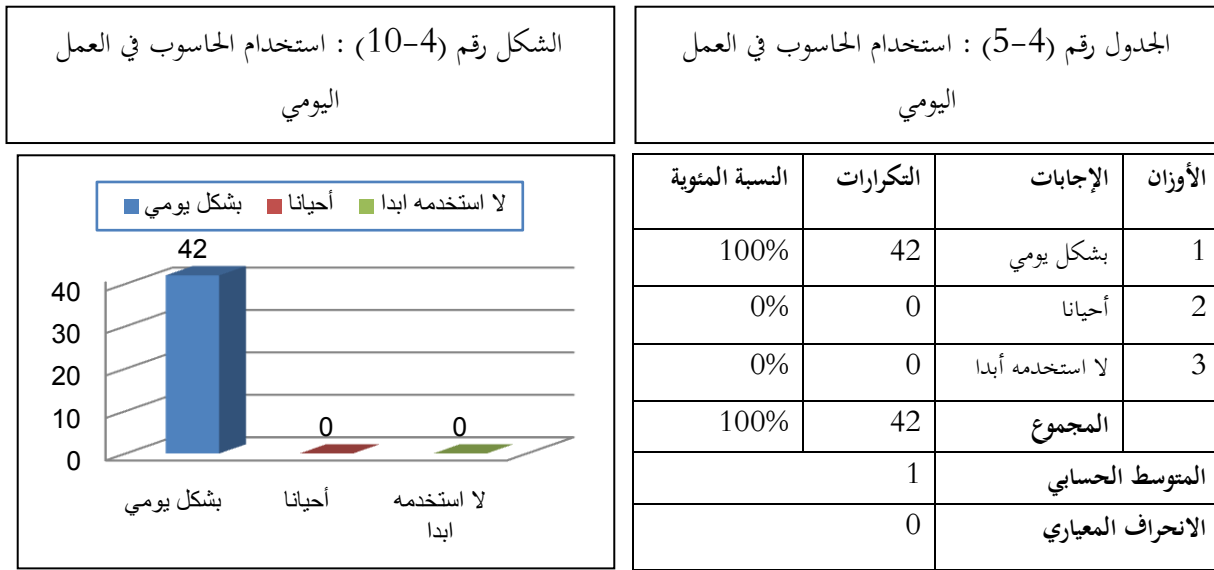 الجدول رقم (4-5) : استخدام الحاسوب في العمل
اليومي
الأوزان الإجابات التكرارات النسبة المئوية
1 بشكل يومي 42 100%
2 أحيانا 0 0%
3 لا استخدمه أبدا 0 0%
المجموع 42 100%
المتوسط الحسابي 1
الانحراف المعياري 0
الشكل رقم (4-10) : استخدام الحاسوب في العمل
اليومي
لا استخدمه ابدا أحيانا بشكل يومي
42
40
30
20
10
0
0
0
بشكل يومي
أحيانا
لا استخدمه
ابدا